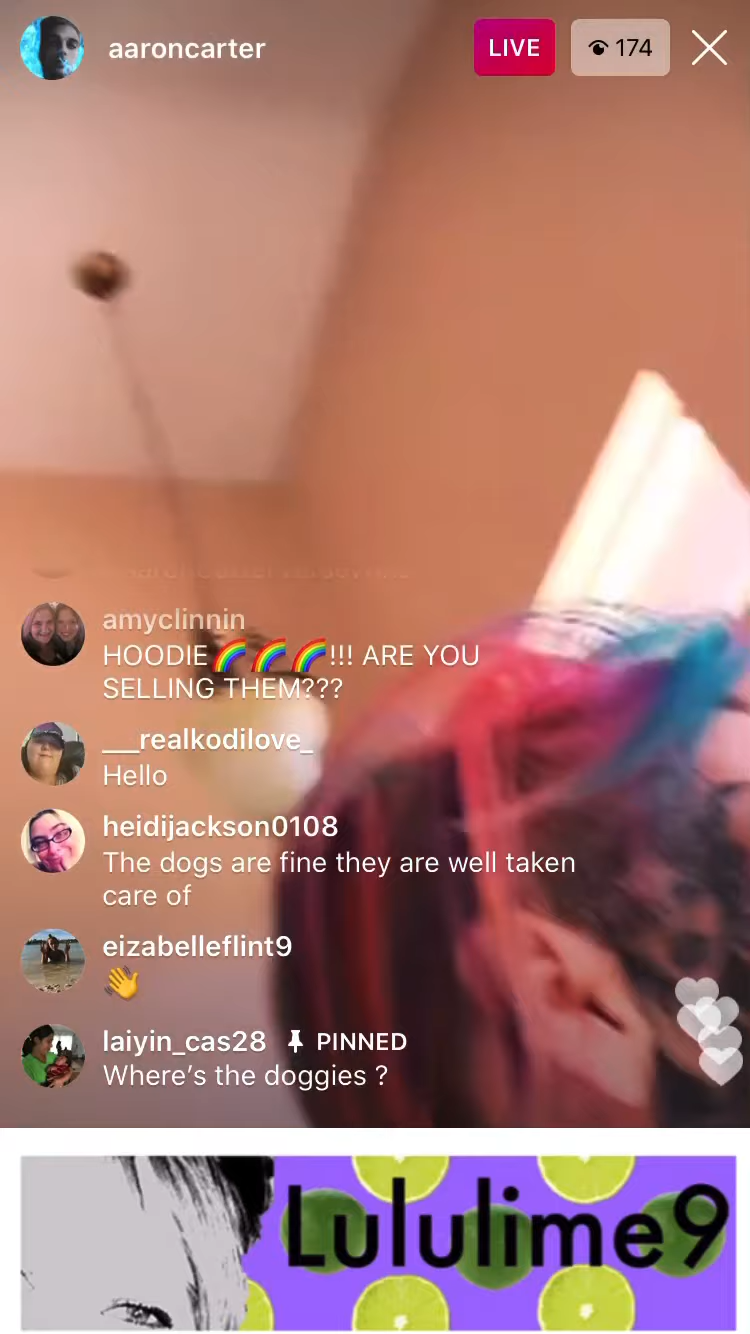 aaroncarter
LIVE
174
amyclinnin
HOODIE🌈🌈🌈!!! ARE YOU
SELLING THEM???
___realkodilove_
Hello
heidijackson0108
The dogs are fine they are well taken
care of
eizabelleflint9
👋
laiyin_cas28 PINNED
Where's the doggies ?
Lululime9